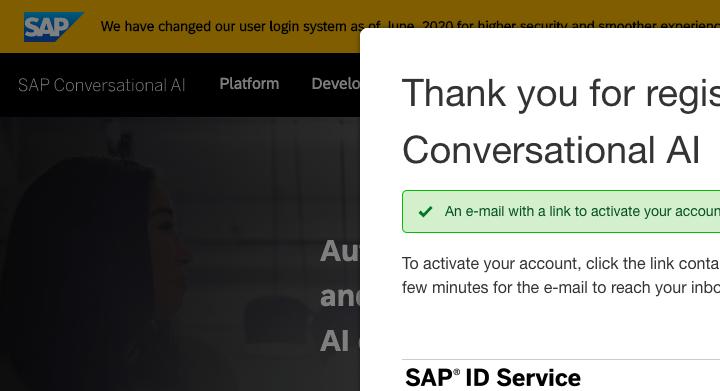 SAP We have changed our user login system as of June, 2020 for higher security and smoother experienc
SAP Conversational AI Platform Develo
Thank you for regis
Conversational AI
An e-mail with a link to activate your accoun
To activate your account, click the link conta
few minutes for the e-mail to reach your inbo
Au
and
AI
SAP® ID Service